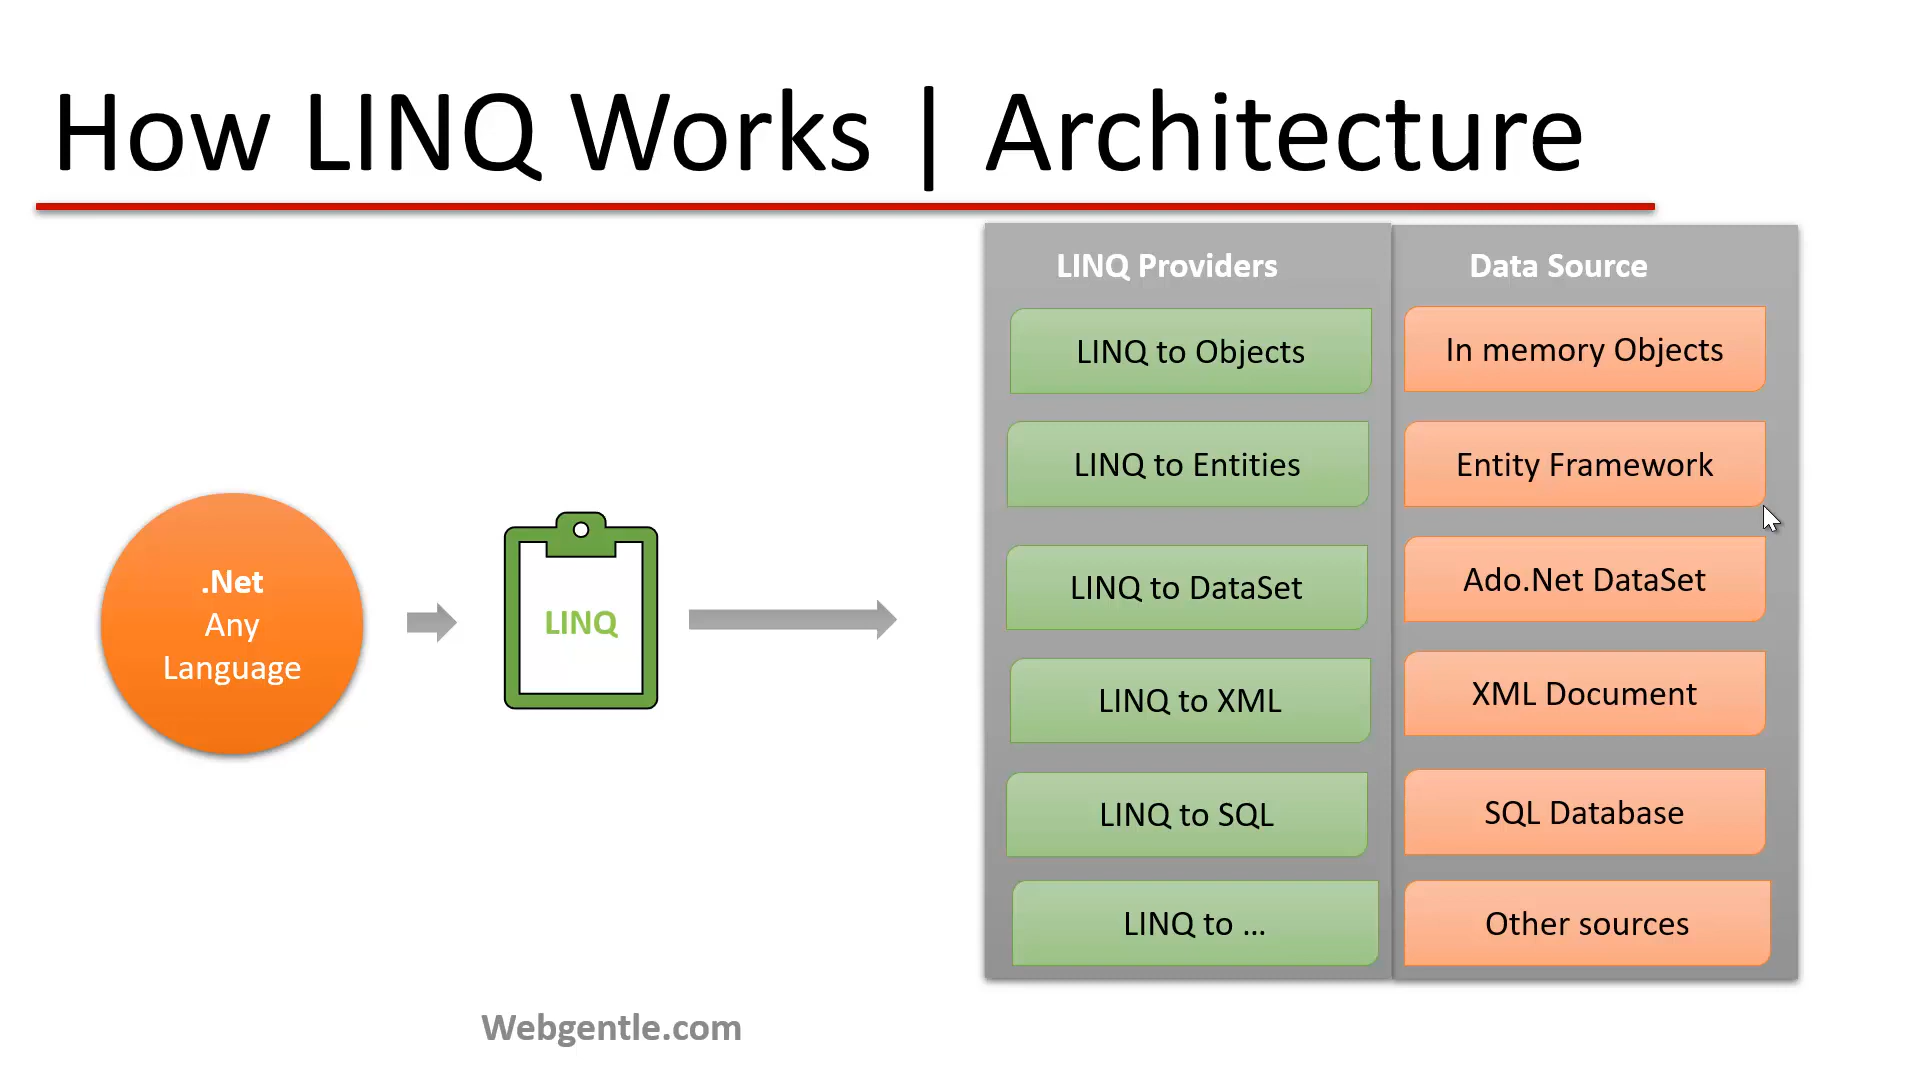 How LINQ Works | Architecture
LINQ Providers
Data Source
LINQ to Objects
In memory Objects
LINQ to Entities
Entity Framework
LINQ to DataSet
Ado.Net DataSet
LINQ to XML
XML Document
LINQ to SQL
SQL Database
LINQ to ...
Other sources
.Net
Any
Language
LINQ
Webgentle.com